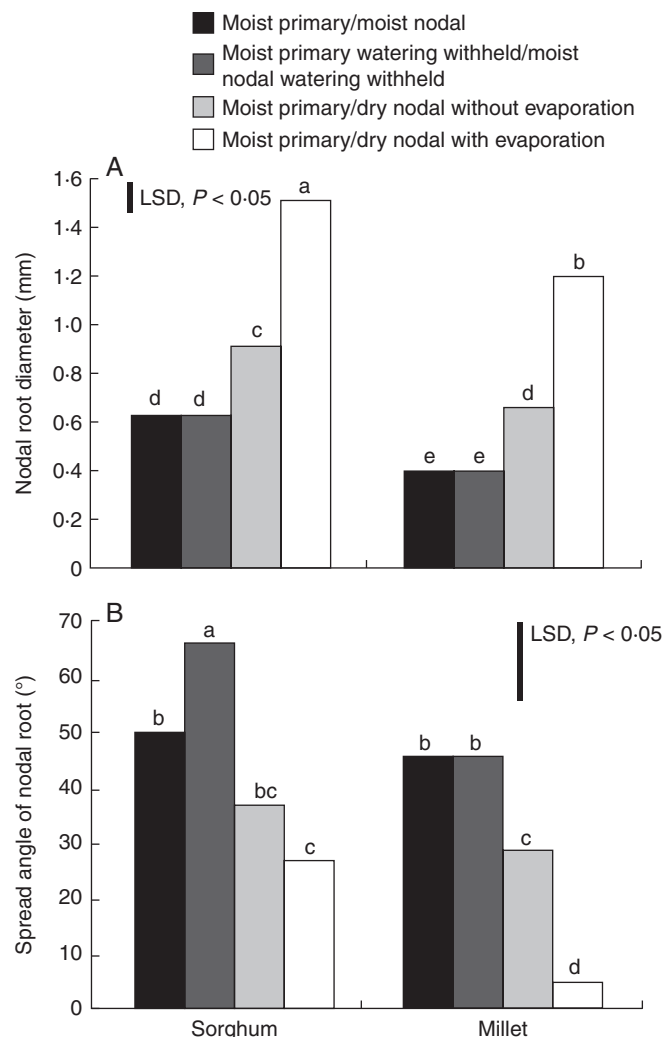 Moist primary/moist nodal
Moist primary watering withheld/moist
nodal watering withheld
Moist primary/dry nodal without evaporation
Moist primary/dry nodal with evaporation
A
LSD, P < 0·05
1·6
1·4
1·2
1·0
0·8
0·6
0·4
0·2
0
Nodal root diameter (mm)
d
d
c
a
e
e
d
b
B
LSD, P < 0·05
70
60
50
40
30
20
10
0
Spread angle of nodal root (°)
b
a
bc
c
b
b
c
d
Sorghum
Millet